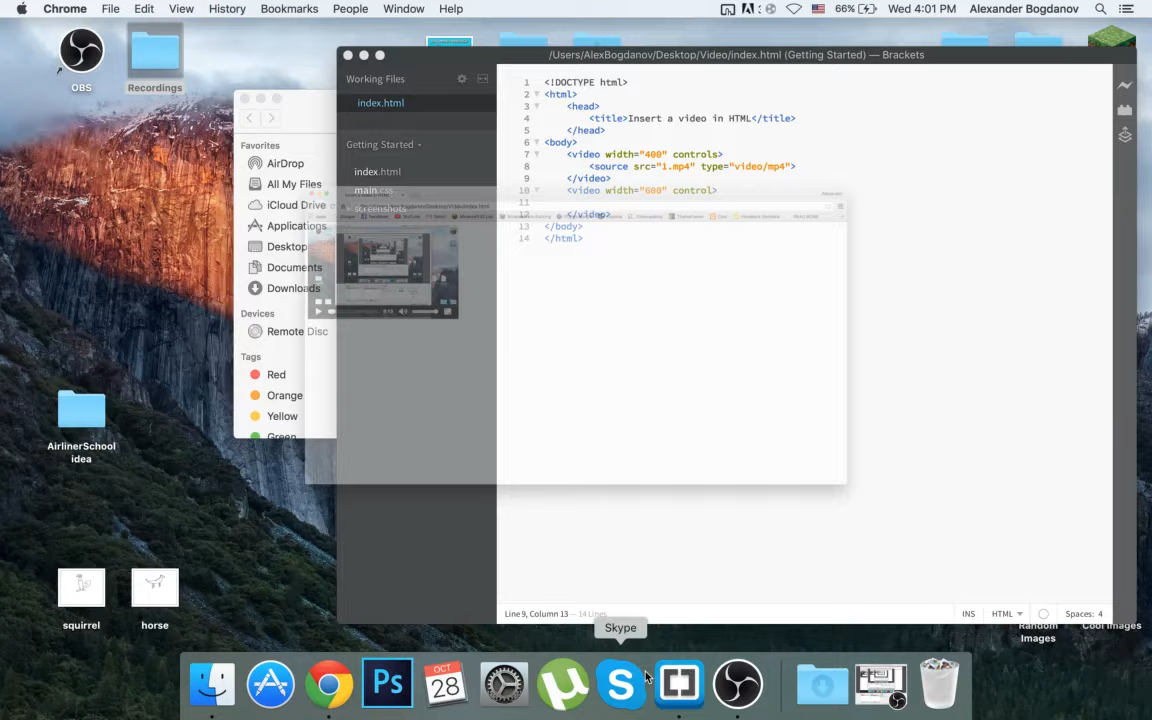 Chrome File Edit View History Bookmarks People Window Help
66% Wed 4:01 PM Alexander Bogdanov
OBS
Recordings
/Users/AlexBogdanov/Desktop/Video/index.html (Getting Started) — Brackets
Working Files
index.html
Getting Started
index.html
main.css
screenshots
Favorites
AirDrop
All My Files
iCloud Drive
Applications
Desktop
Documents
Downloads
Devices
Remote Disc
Tags
Red
Orange
Yellow
Green
1 <!DOCTYPE html>
2 <html>
3 <head>
4 <title>Insert a video in HTML</title>
5 </head>
6 <body>
7 <video width="400" controls>
8 <source src="1.mp4" type="video/mp4">
9 </video>
10 <video width="600" control>
11
12 </video>
13 </body>
14 </html>
Line 9, Column 13 — 14 Lines
INS HTML Spaces: 4
AirlinerSchool
idea
squirrel
horse
Random
Images
Cool Images
Skype
Ps
OCT
28